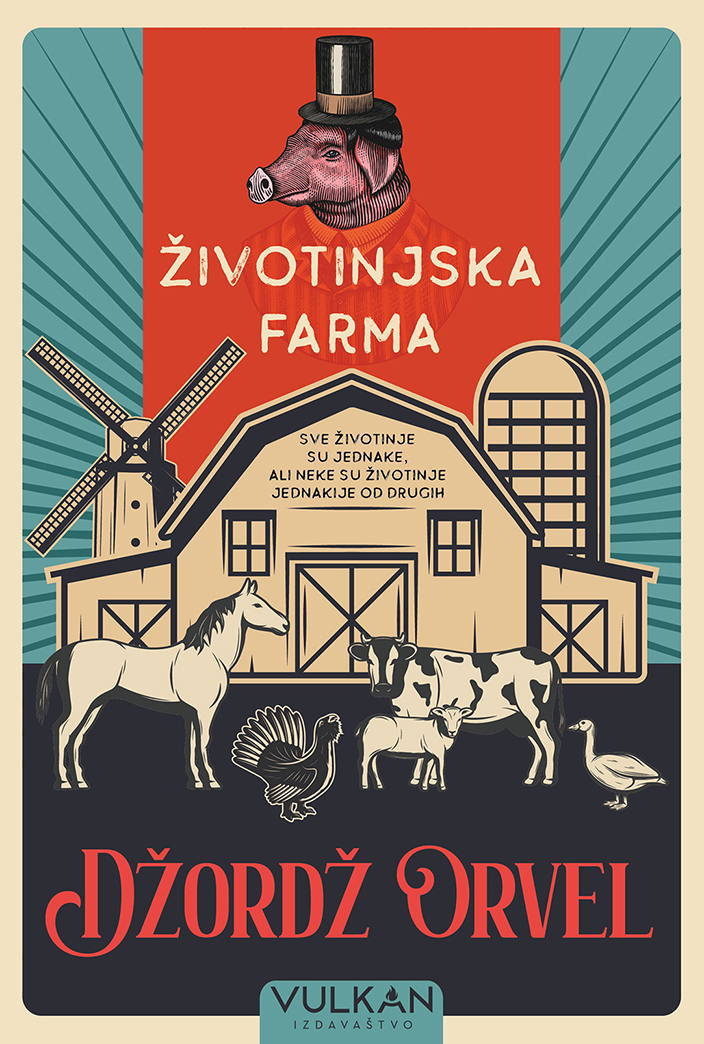 ŽIVOTINJSKA
FARMA
SVE ŽIVOTINJE
SU JEDNAKE,
ALI NEKE SU ŽIVOTINJE
JEDNAKIJE OD DRUGIH
DŽORDŽ ORVEL
VULKAN
IZDAVAŠTVO